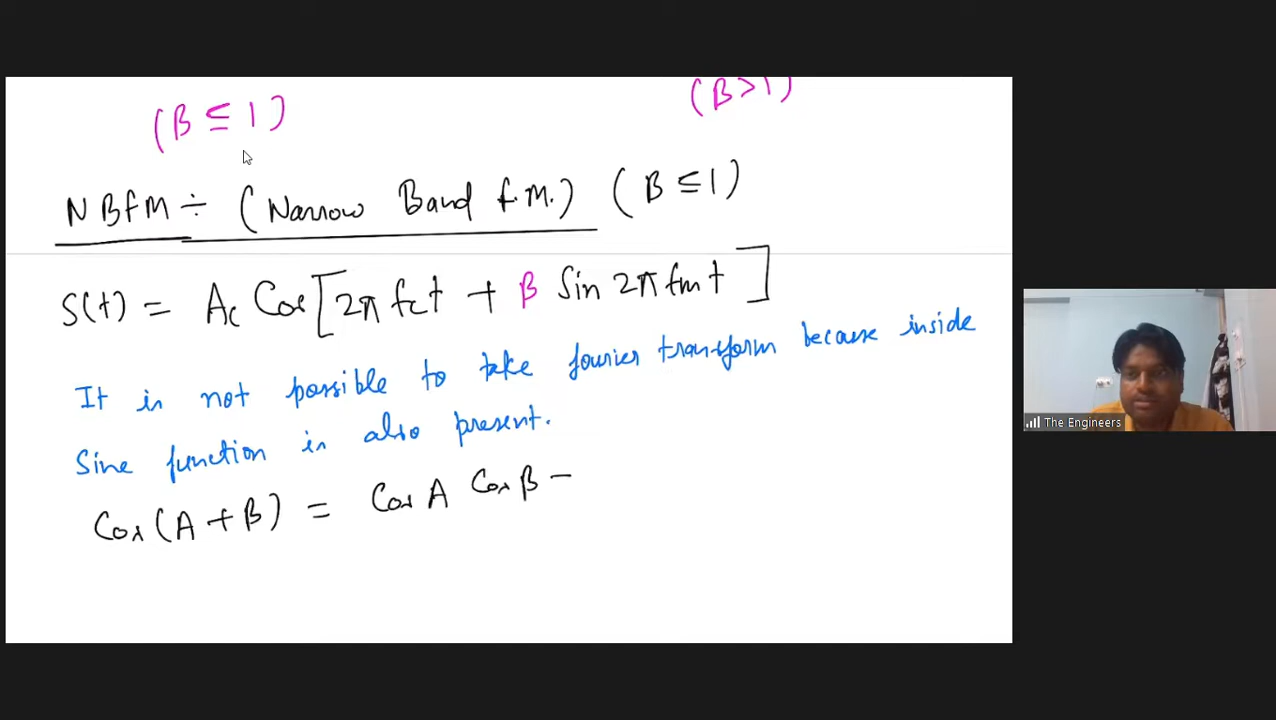 (β ≤ 1)
(β>1)
NBFM ÷ (Narrow Band f.M.) (β ≤ 1)
S(t) = Ac Cos[2π fct + β Sin 2π fmt]
It is not possible to take fourier transform because inside
Sine function is also present.
Cos(A + B) = Cos A Cos B −
The Engineers